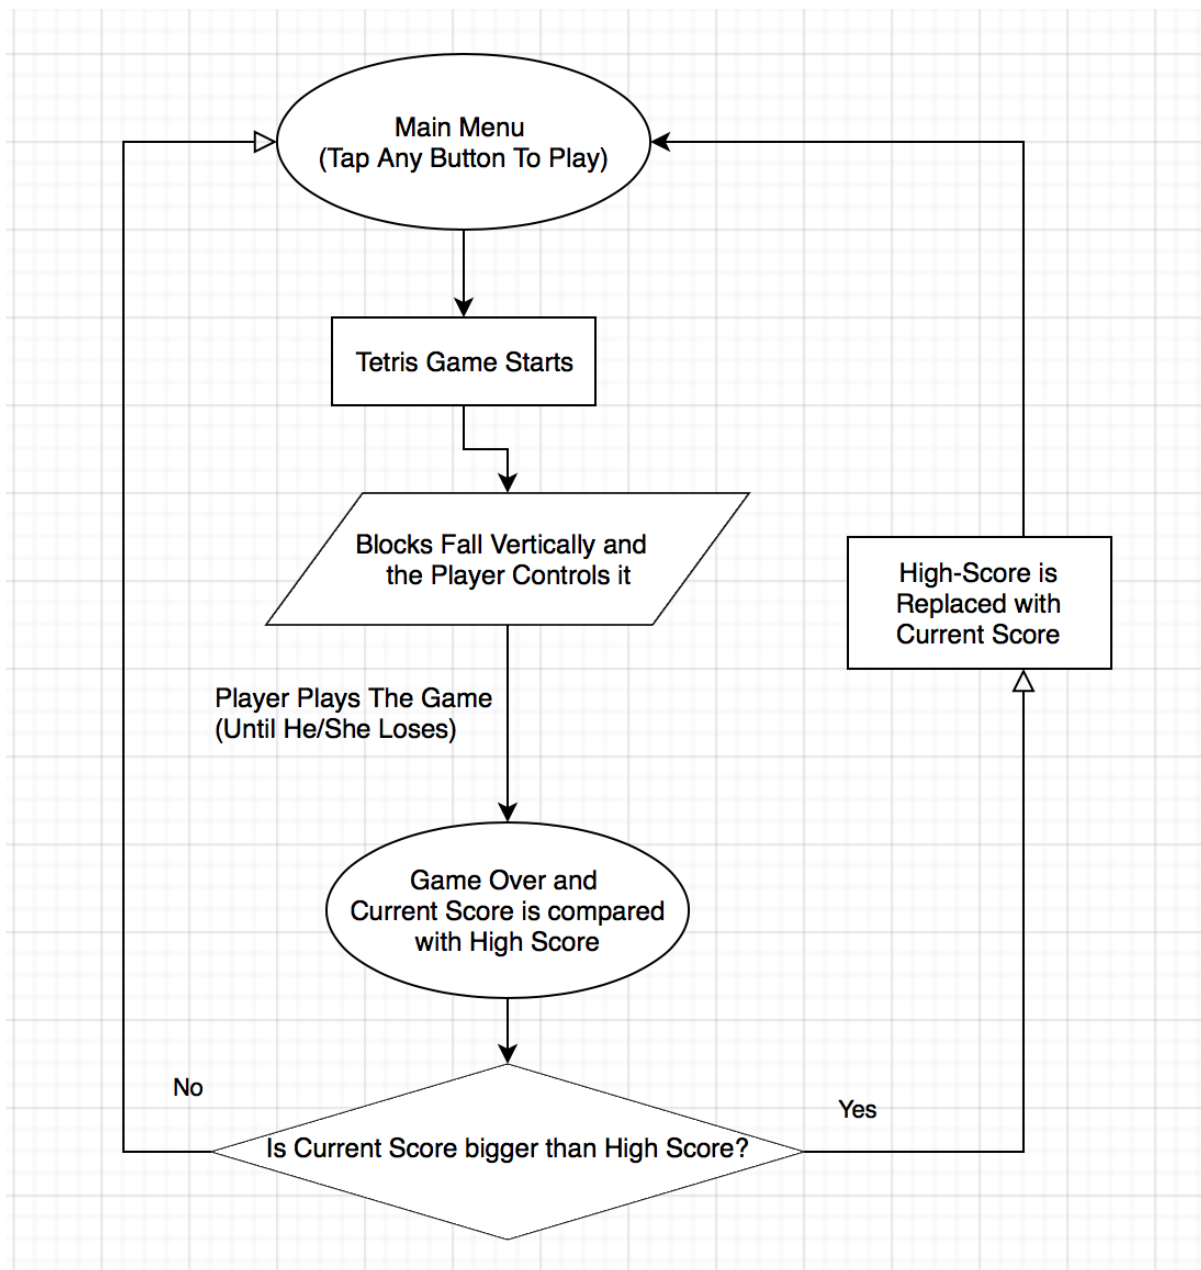 Main Menu
(Tap Any Button To Play)
Tetris Game Starts
Blocks Fall Vertically and
the Player Controls it
High-Score is
Replaced with
Current Score
Player Plays The Game
(Until He/She Loses)
Game Over and
Current Score is compared
with High Score
No
Yes
Is Current Score bigger than High Score?